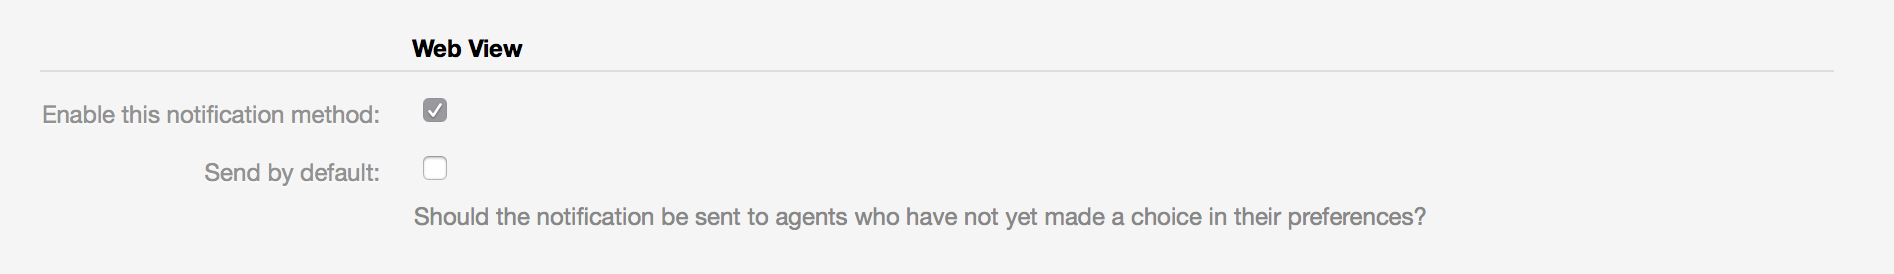 Web View
Enable this notification method:
Send by default:
Should the notification be sent to agents who have not yet made a choice in their preferences?